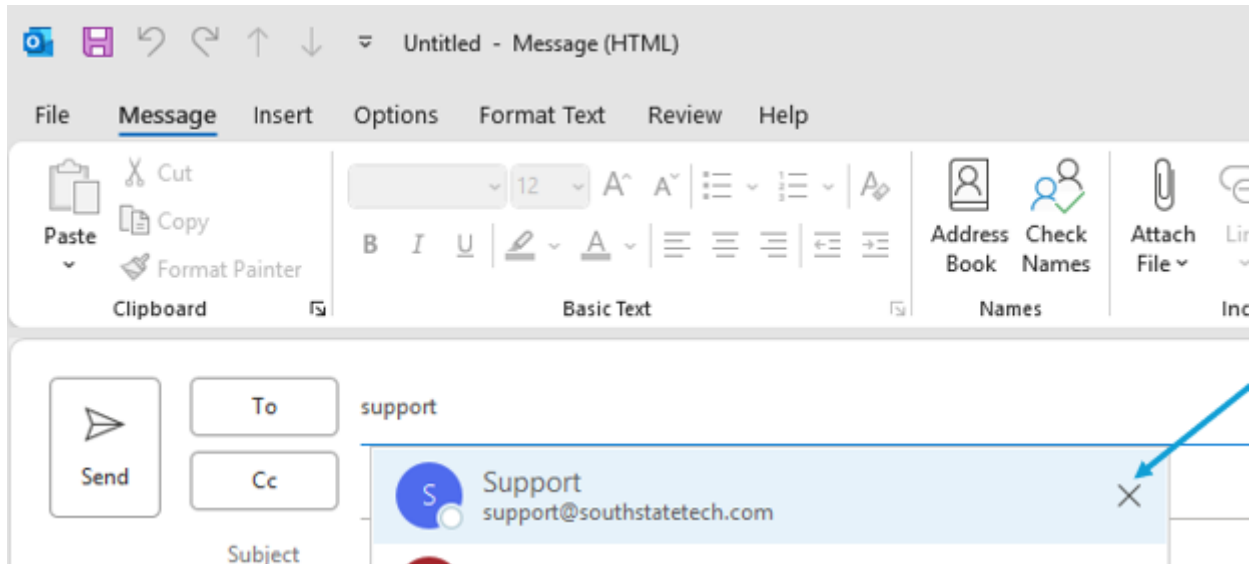 Untitled - Message (HTML)
File Message Insert Options Format Text Review Help
Cut
Copy
Format Painter
Paste
Clipboard
12
B I U A
Basic Text
Address Book
Check Names
Names
Attach File
To
support
Send
Cc
S
Support
support@southstatetech.com
Subject